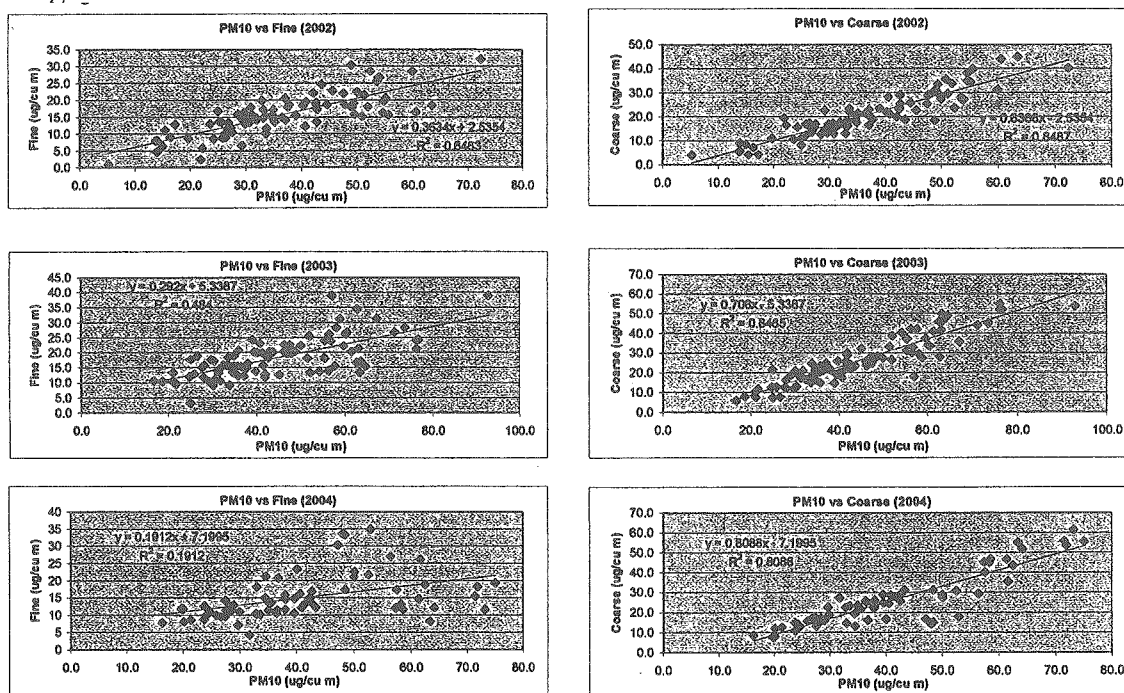 PM10 vs Fine (2002)
35.0
30.0
25.0
20.0
15.0
10.0
5.0
0.0
Fine (ug/cu m)
y = 0.3634x + 2.5354
R² = 0.6483
0.0 10.0 20.0 30.0 40.0 50.0 60.0 70.0 80.0
PM10 (ug/cu m)
PM10 vs Coarse (2002)
50.0
40.0
30.0
20.0
10.0
0.0
Coarse (ug/cu m)
y = 0.6366x - 2.5354
R² = 0.8487
0.0 10.0 20.0 30.0 40.0 50.0 60.0 70.0 80.0
PM10 (ug/cu m)
PM10 vs Fine (2003)
45.0
40.0
35.0
30.0
25.0
20.0
15.0
10.0
5.0
0.0
Fine (ug/cu m)
y = 0.292x + 5.3367
R² = 0.484
0.0 20.0 40.0 60.0 80.0 100.0
PM10 (ug/cu m)
PM10 vs Coarse (2003)
70.0
60.0
50.0
40.0
30.0
20.0
10.0
0.0
Coarse (ug/cu m)
y = 0.708x - 5.3367
R² = 0.8465
0.0 20.0 40.0 60.0 80.0 100.0
PM10 (ug/cu m)
PM10 vs Fine (2004)
40
35
30
25
20
15
10
5
0
Fine (ug/cu m)
y = 0.1912x + 7.1995
R² = 0.1912
0.0 10.0 20.0 30.0 40.0 50.0 60.0 70.0 80.0
PM10 (ug/cu m)
PM10 vs Coarse (2004)
70.0
60.0
50.0
40.0
30.0
20.0
10.0
0.0
Coarse (ug/cu m)
y = 0.8088x - 7.1995
R² = 0.8088
0.0 10.0 20.0 30.0 40.0 50.0 60.0 70.0 80.0
PM10 (ug/cu m)